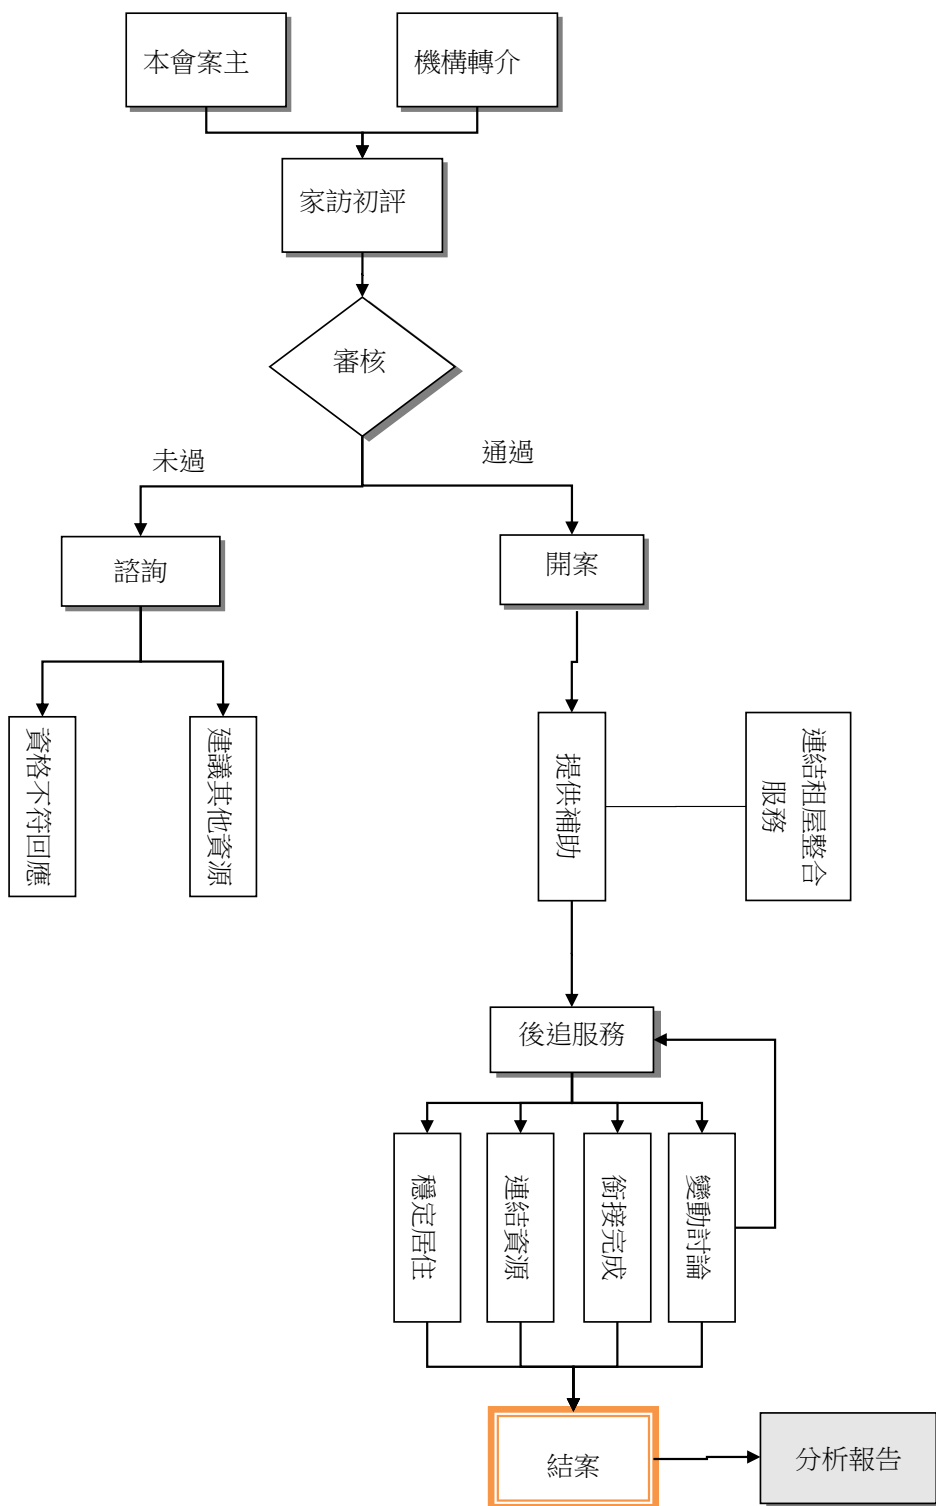 本會案主
機構轉介
家訪初評
審核
未過
通過
諮詢
開案
資格不符回應
建議其他資源
提供補助
連結租屋整合
服務
後追服務
穩定居住
連結資源
銜接完成
變動討論
結案
分析報告